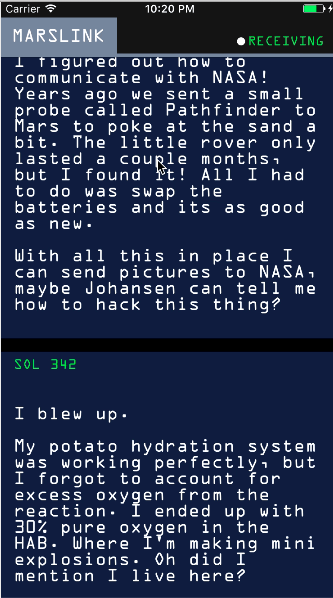 Carrier 10:20 PM
MARSLINK
RECEIVING
I figured out how to
communicate with NASA!
Years ago we sent a small
probe called Pathfinder to
Mars to poke at the sand a
bit. The little rover only
lasted a couple months,
but I found it! All I had
to do was swap the
batteries and its as good
as new.
With all this in place I
can send pictures to NASA,
maybe Johansen can tell me
how to hack this thing?
SOL 342
I blew up.
My potato hydration system
was working perfectly, but
I forgot to account for
excess oxygen from the
reaction. I ended up with
30% pure oxygen in the
HAB. Where I'm making mini
explosions. Oh did I
mention I live here?